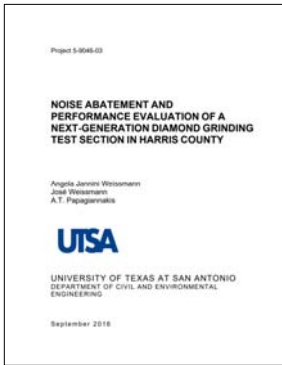 Project 5-9046-03
NOISE ABATEMENT AND
PERFORMANCE EVALUATION OF A
NEXT-GENERATION DIAMOND GRINDING
TEST SECTION IN HARRIS COUNTY
Angela Jannini Weissmann
José Weissmann
A.T. Papagiannakis
UTSA
UNIVERSITY OF TEXAS AT SAN ANTONIO
DEPARTMENT OF CIVIL AND ENVIRONMENTAL
ENGINEERING
September 2016